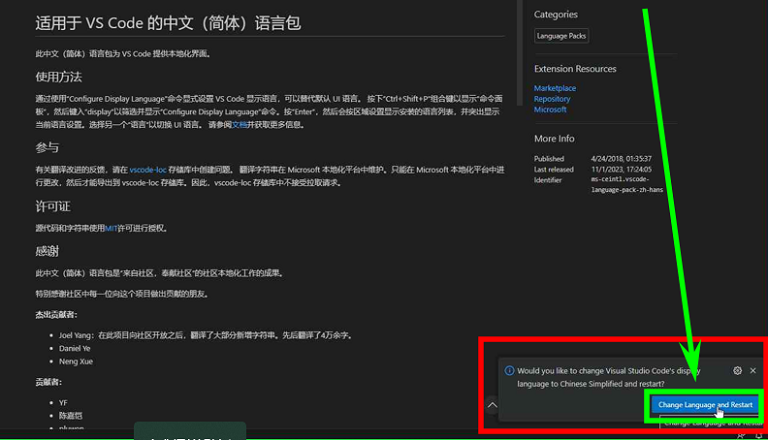 适用于 VS Code 的中文（简体）语言包
此中文（简体）语言包为 VS Code 提供本地化界面。
使用方法
通过使用“Configure Display Language”命令显式设置 VS Code 显示语言，可以替代默认 UI 语言。 按下“Ctrl+Shift+P”组合键以显示“命令面
板”，然后键入“display”以筛选并显示“Configure Display Language”命令。按“Enter”，然后会按区域设置显示安装的语言列表，并突出显示
当前语言设置。选择另一个“语言”以切换 UI 语言。 请参阅文档并获取更多信息。
参与
有关翻译改进的反馈，请在 vscode-loc 存储库中创建问题。 翻译字符串在 Microsoft 本地化平台中维护。只能在 Microsoft 本地化平台中进
行更改，然后才能导出到 vscode-loc 存储库。因此，vscode-loc 存储库中不接受拉取请求。
许可证
源代码和字符串使用MIT许可进行授权。
感谢
此中文（简体）语言包是“来自社区，奉献社区”的社区本地化工作的成果。
特别感谢社区中每一位向这个项目做出贡献的朋友。
杰出贡献者：
Joel Yang：在此项目向社区开放之后，翻译了大部分新增字符串。先后翻译了4万余字。
Daniel Ye
Neng Xue
贡献者：
YF
陈嘉恺
Categories
Language Packs
Extension Resources
Marketplace
Repository
Microsoft
More Info
Published 4/24/2018, 01:35:37
Last released 11/1/2023, 17:24:05
Identifier ms-ceintl.vscode-
language-pack-zh-hans
Would you like to change Visual Studio Code's display
language to Chinese Simplified and restart?
Change Language and Restart
Change Language and Restart